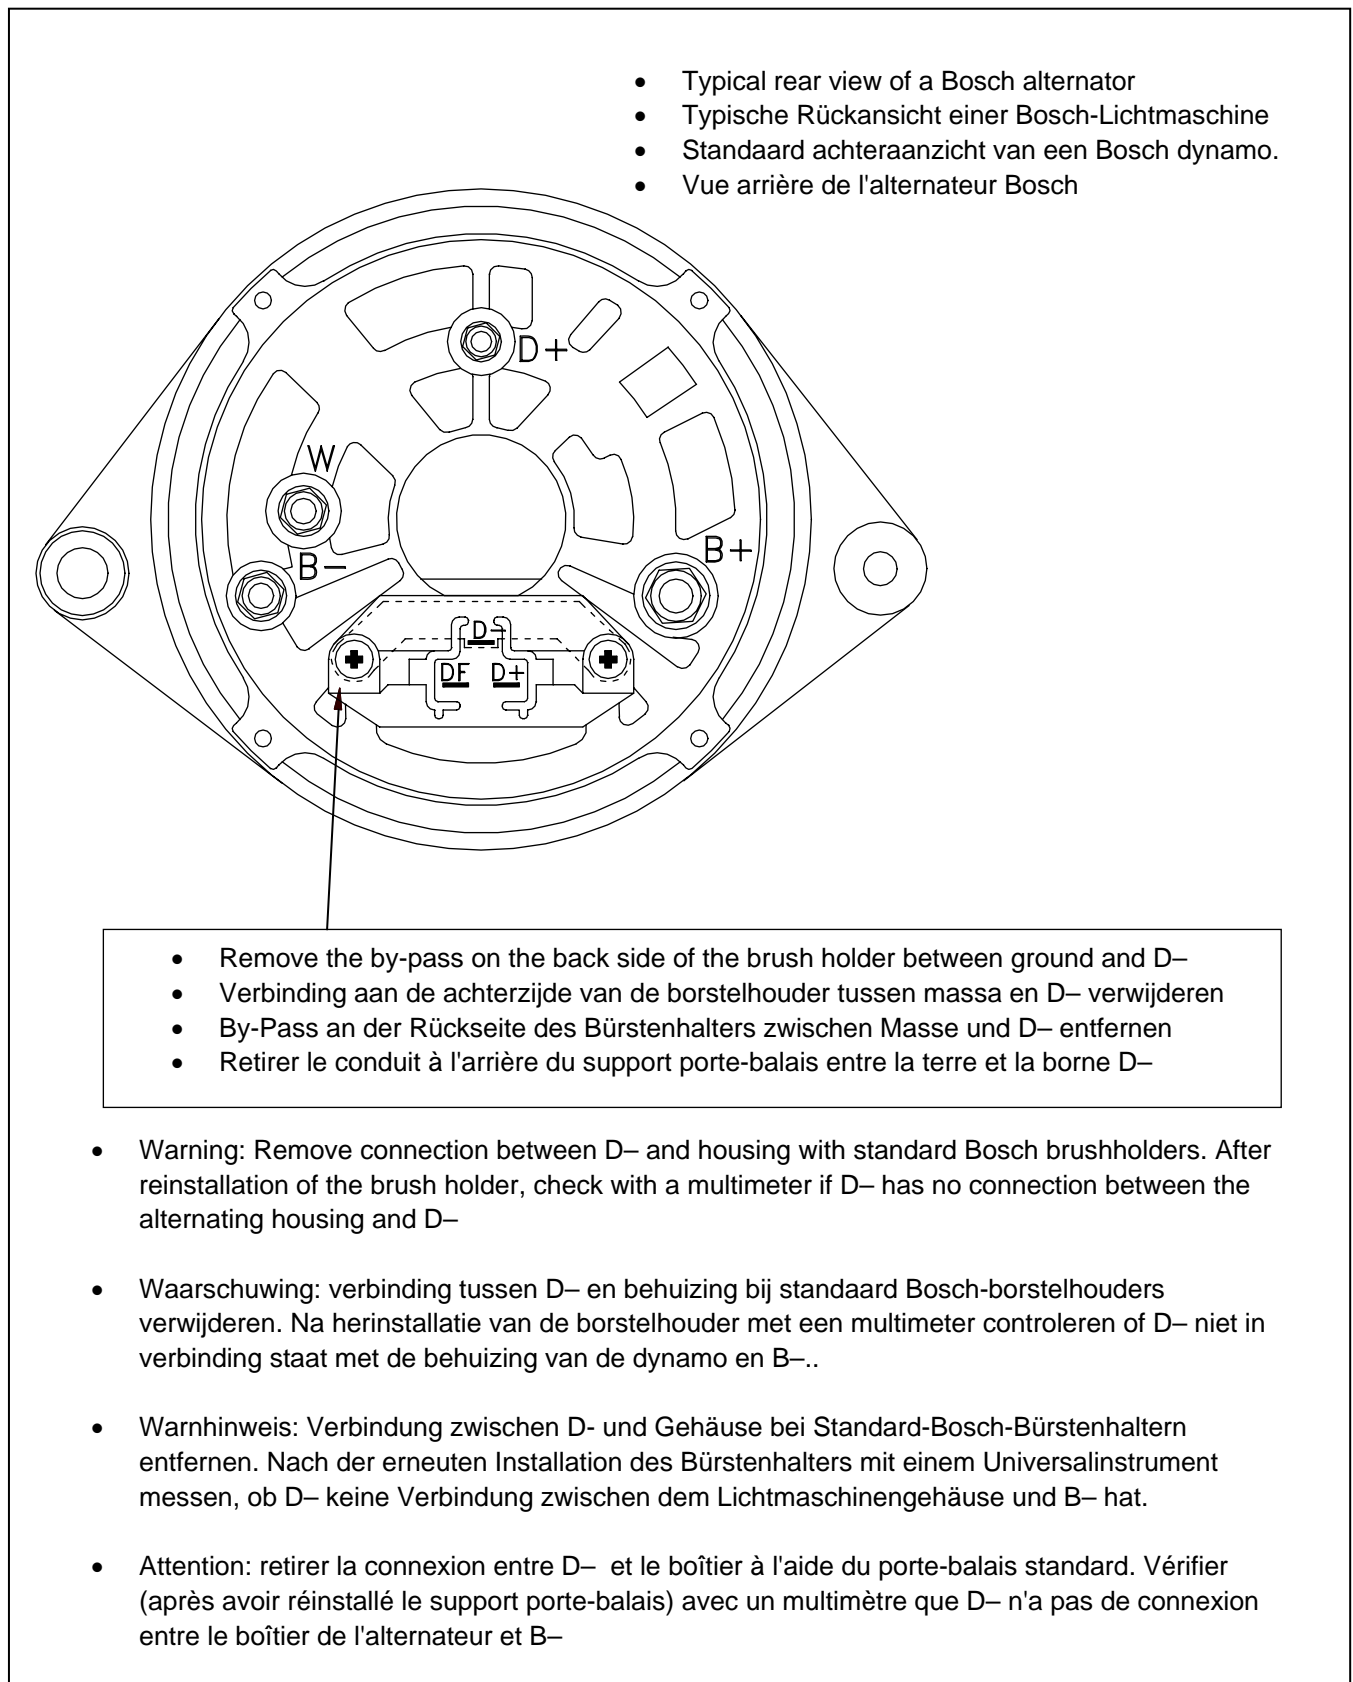 • Typical rear view of a Bosch alternator
• Typische Rückansicht einer Bosch-Lichtmaschine
• Standaard achteraanzicht van een Bosch dynamo.
• Vue arrière de l'alternateur Bosch
D+
W
B–
B+
D–
DF D+
• Remove the by-pass on the back side of the brush holder between ground and D–
• Verbinding aan de achterzijde van de borstelhouder tussen massa en D– verwijderen
• By-Pass an der Rückseite des Bürstenhalters zwischen Masse und D– entfernen
• Retirer le conduit à l'arrière du support porte-balais entre la terre et la borne D–
• Warning: Remove connection between D– and housing with standard Bosch brushholders. After
reinstallation of the brush holder, check with a multimeter if D– has no connection between the
alternating housing and D–
• Waarschuwing: verbinding tussen D– en behuizing bij standaard Bosch-borstelhouders
verwijderen. Na herinstallatie van de borstelhouder met een multimeter controleren of D– niet in
verbinding staat met de behuizing van de dynamo en B–..
• Warnhinweis: Verbindung zwischen D- und Gehäuse bei Standard-Bosch-Bürstenhaltern
entfernen. Nach der erneuten Installation des Bürstenhalters mit einem Universalinstrument
messen, ob D– keine Verbindung zwischen dem Lichtmaschinengehäuse und B– hat.
• Attention: retirer la connexion entre D– et le boîtier à l'aide du porte-balais standard. Vérifier
(après avoir réinstallé le support porte-balais) avec un multimètre que D– n'a pas de connexion
entre le boîtier de l'alternateur et B–